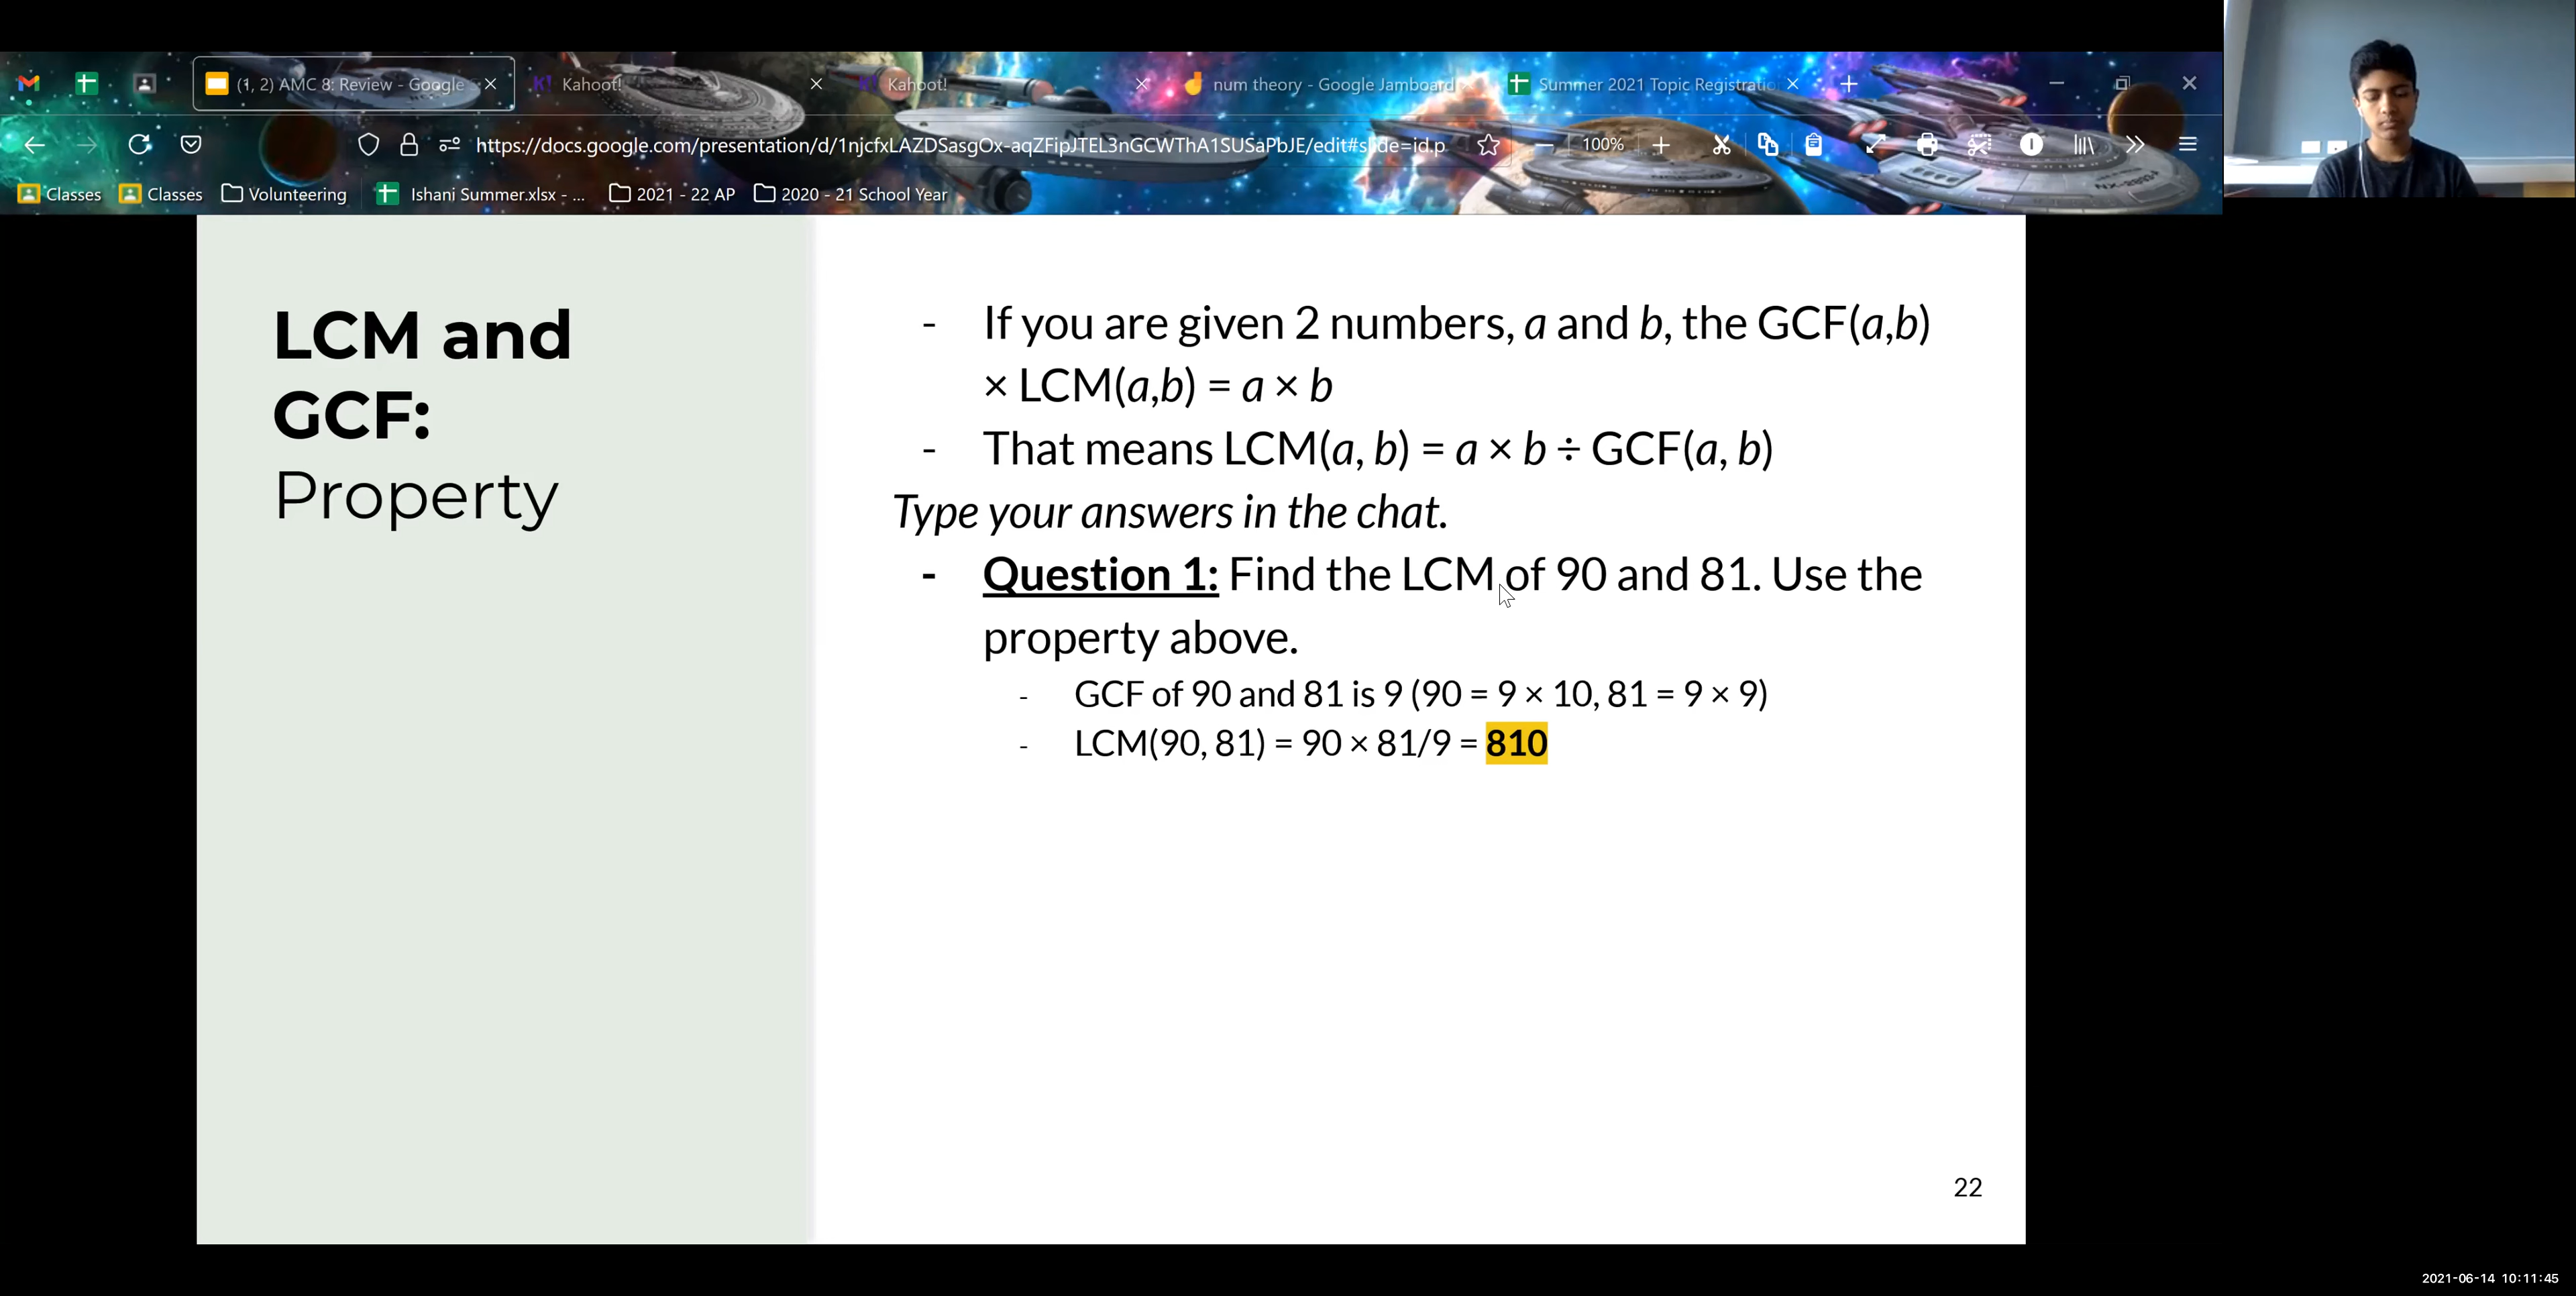 (1, 2) AMC 8: Review - Google S
Kahoot!
Kahoot!
num theory - Google Jamboard
Summer 2021 Topic Registratio
https://docs.google.com/presentation/d/1njcfxLAZDSasgOx-aqZFipJTEL3nGCWThA1SUSaPbJE/edit#slide=id.p
100%
Classes
Classes
Volunteering
Ishani Summer.xlsx - ...
2021 - 22 AP
2020 - 21 School Year
LCM and
GCF:
Property
- If you are given 2 numbers, a and b, the GCF(a,b)
× LCM(a,b) = a × b
- That means LCM(a, b) = a × b ÷ GCF(a, b)
Type your answers in the chat.
- Question 1: Find the LCM of 90 and 81. Use the
property above.
- GCF of 90 and 81 is 9 (90 = 9 × 10, 81 = 9 × 9)
- LCM(90, 81) = 90 × 81/9 = 810
22
2021-06-14 10:11:45